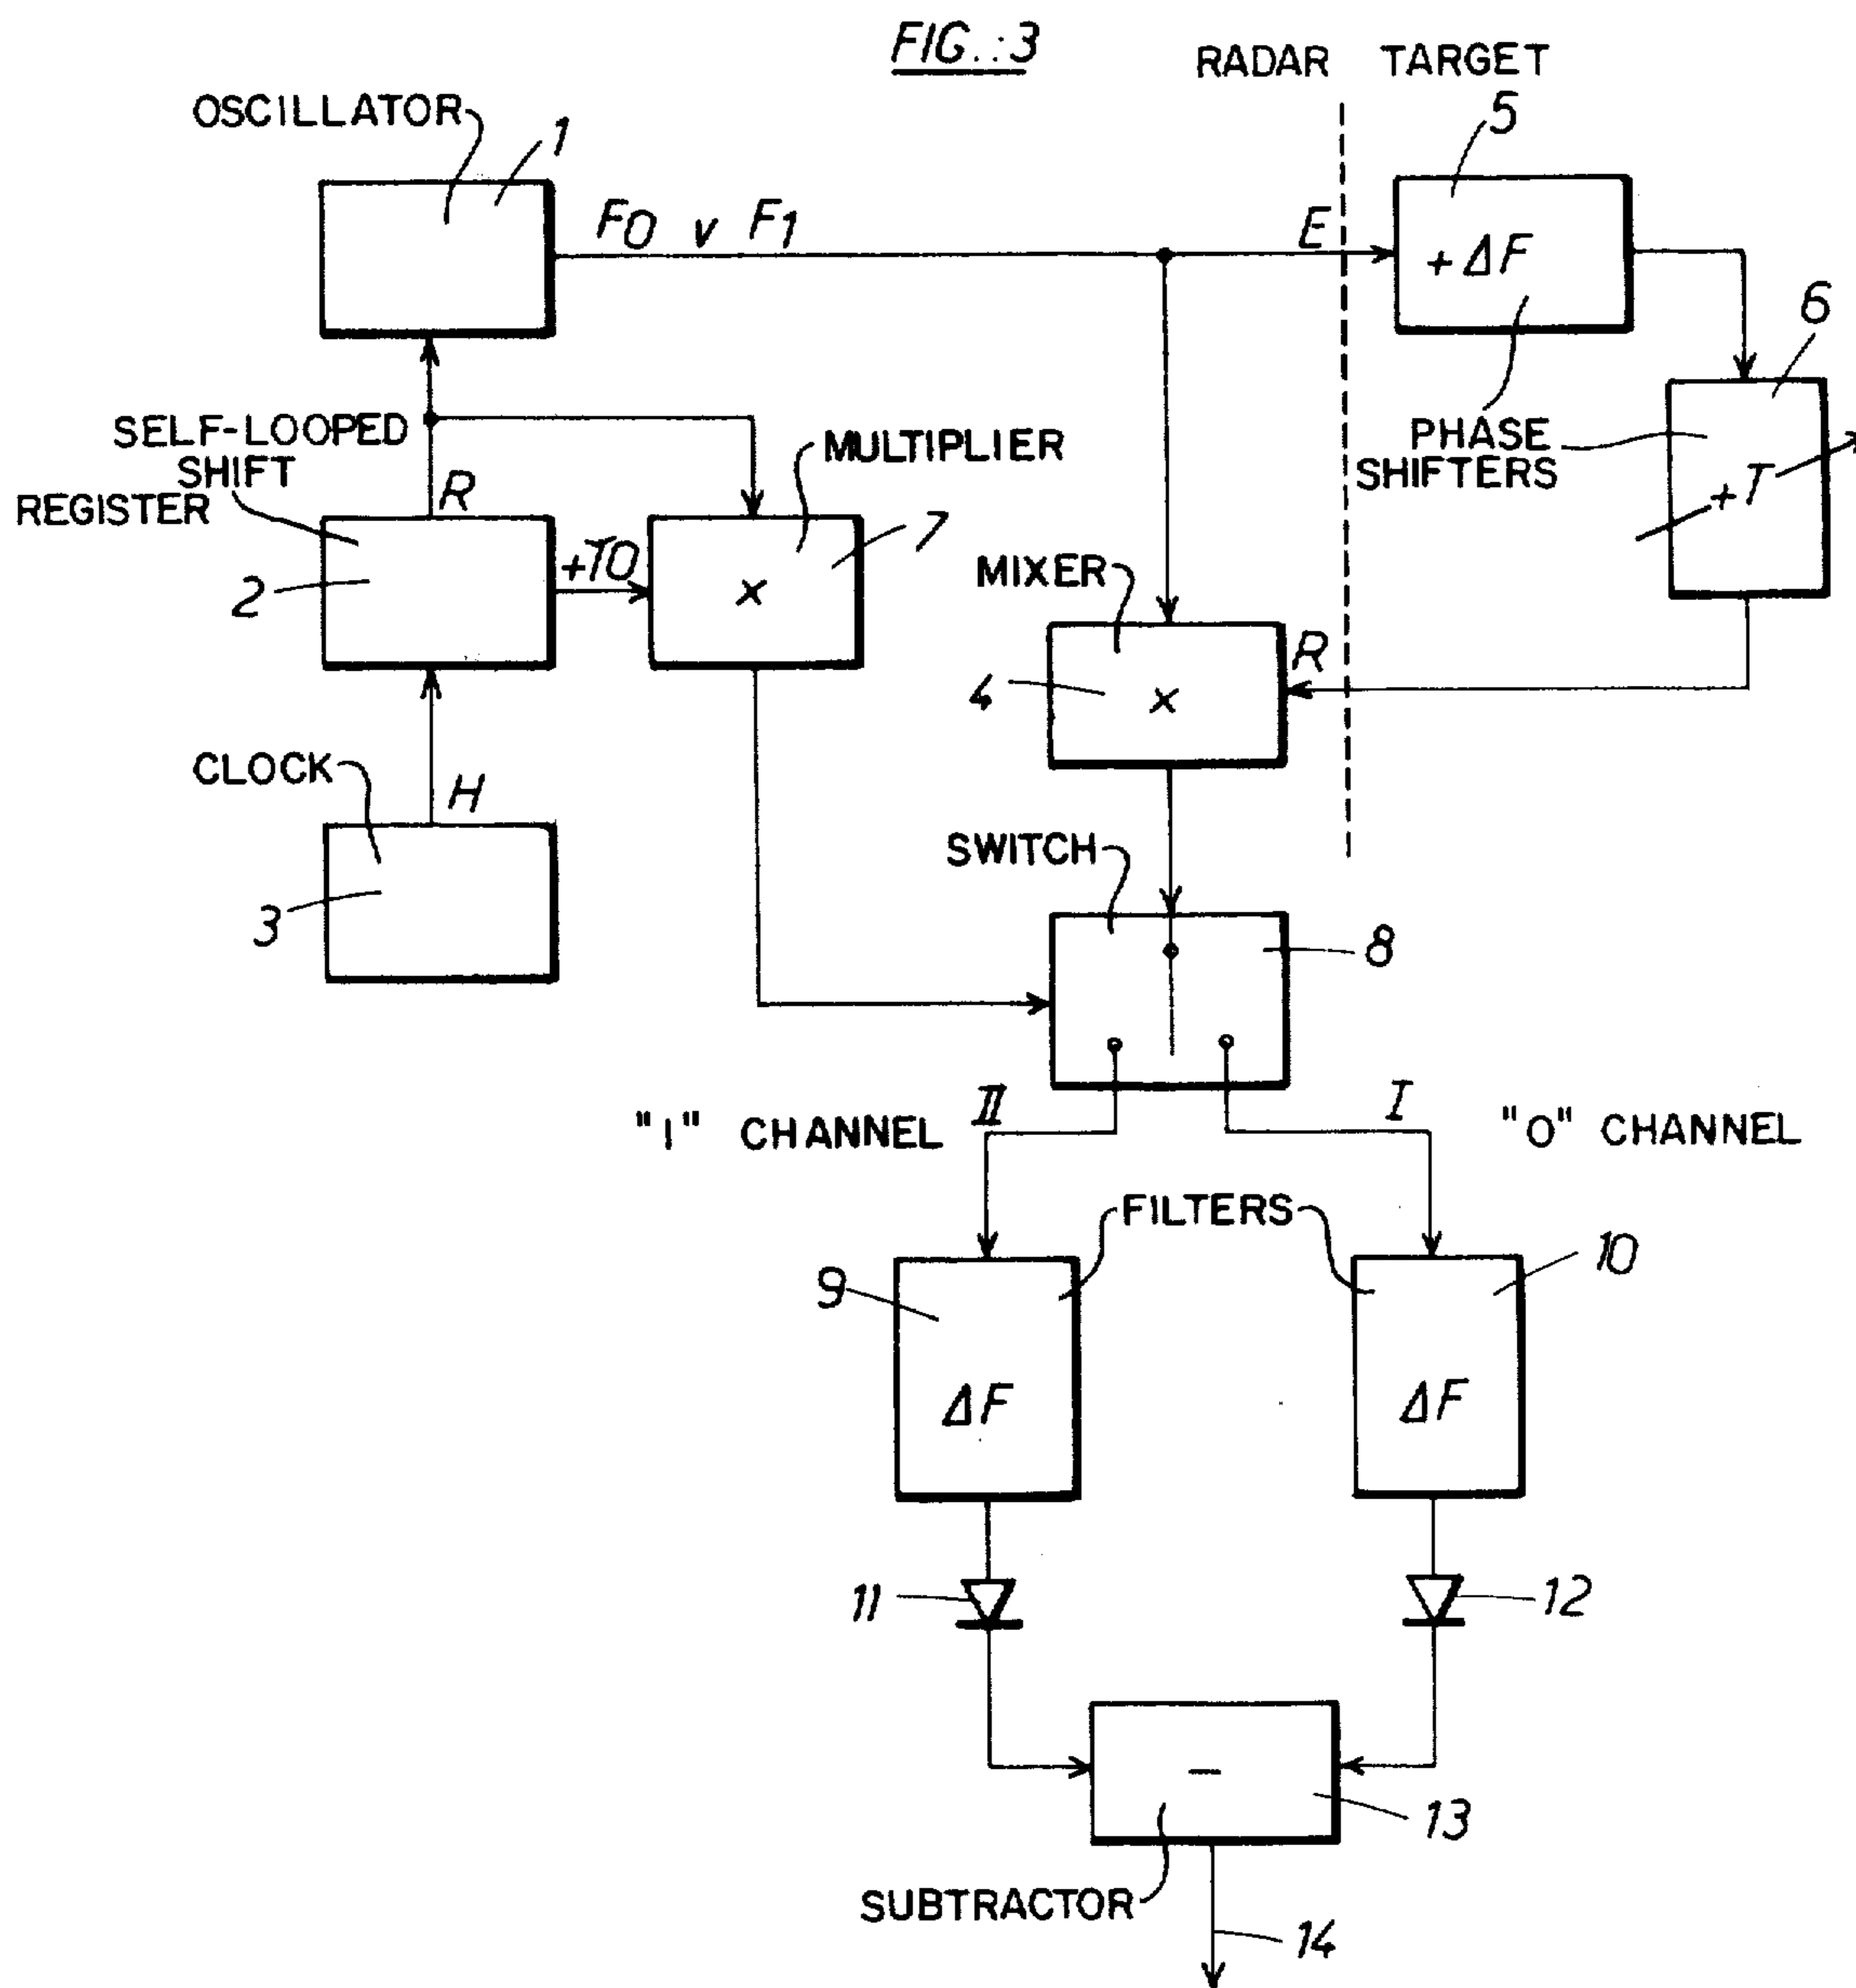 FIG.:3
RADAR TARGET
OSCILLATOR
1
5
F0 v F1
E
+ΔF
6
SELF-LOOPED
SHIFT
REGISTER
R
MULTIPLIER
7
PHASE
SHIFTERS
+T
2
+TO
x
MIXER
R
4
x
CLOCK
H
3
SWITCH
8
"1" CHANNEL
II
I
"0" CHANNEL
FILTERS
9
10
ΔF
ΔF
11
12
-
13
SUBTRACTOR
14